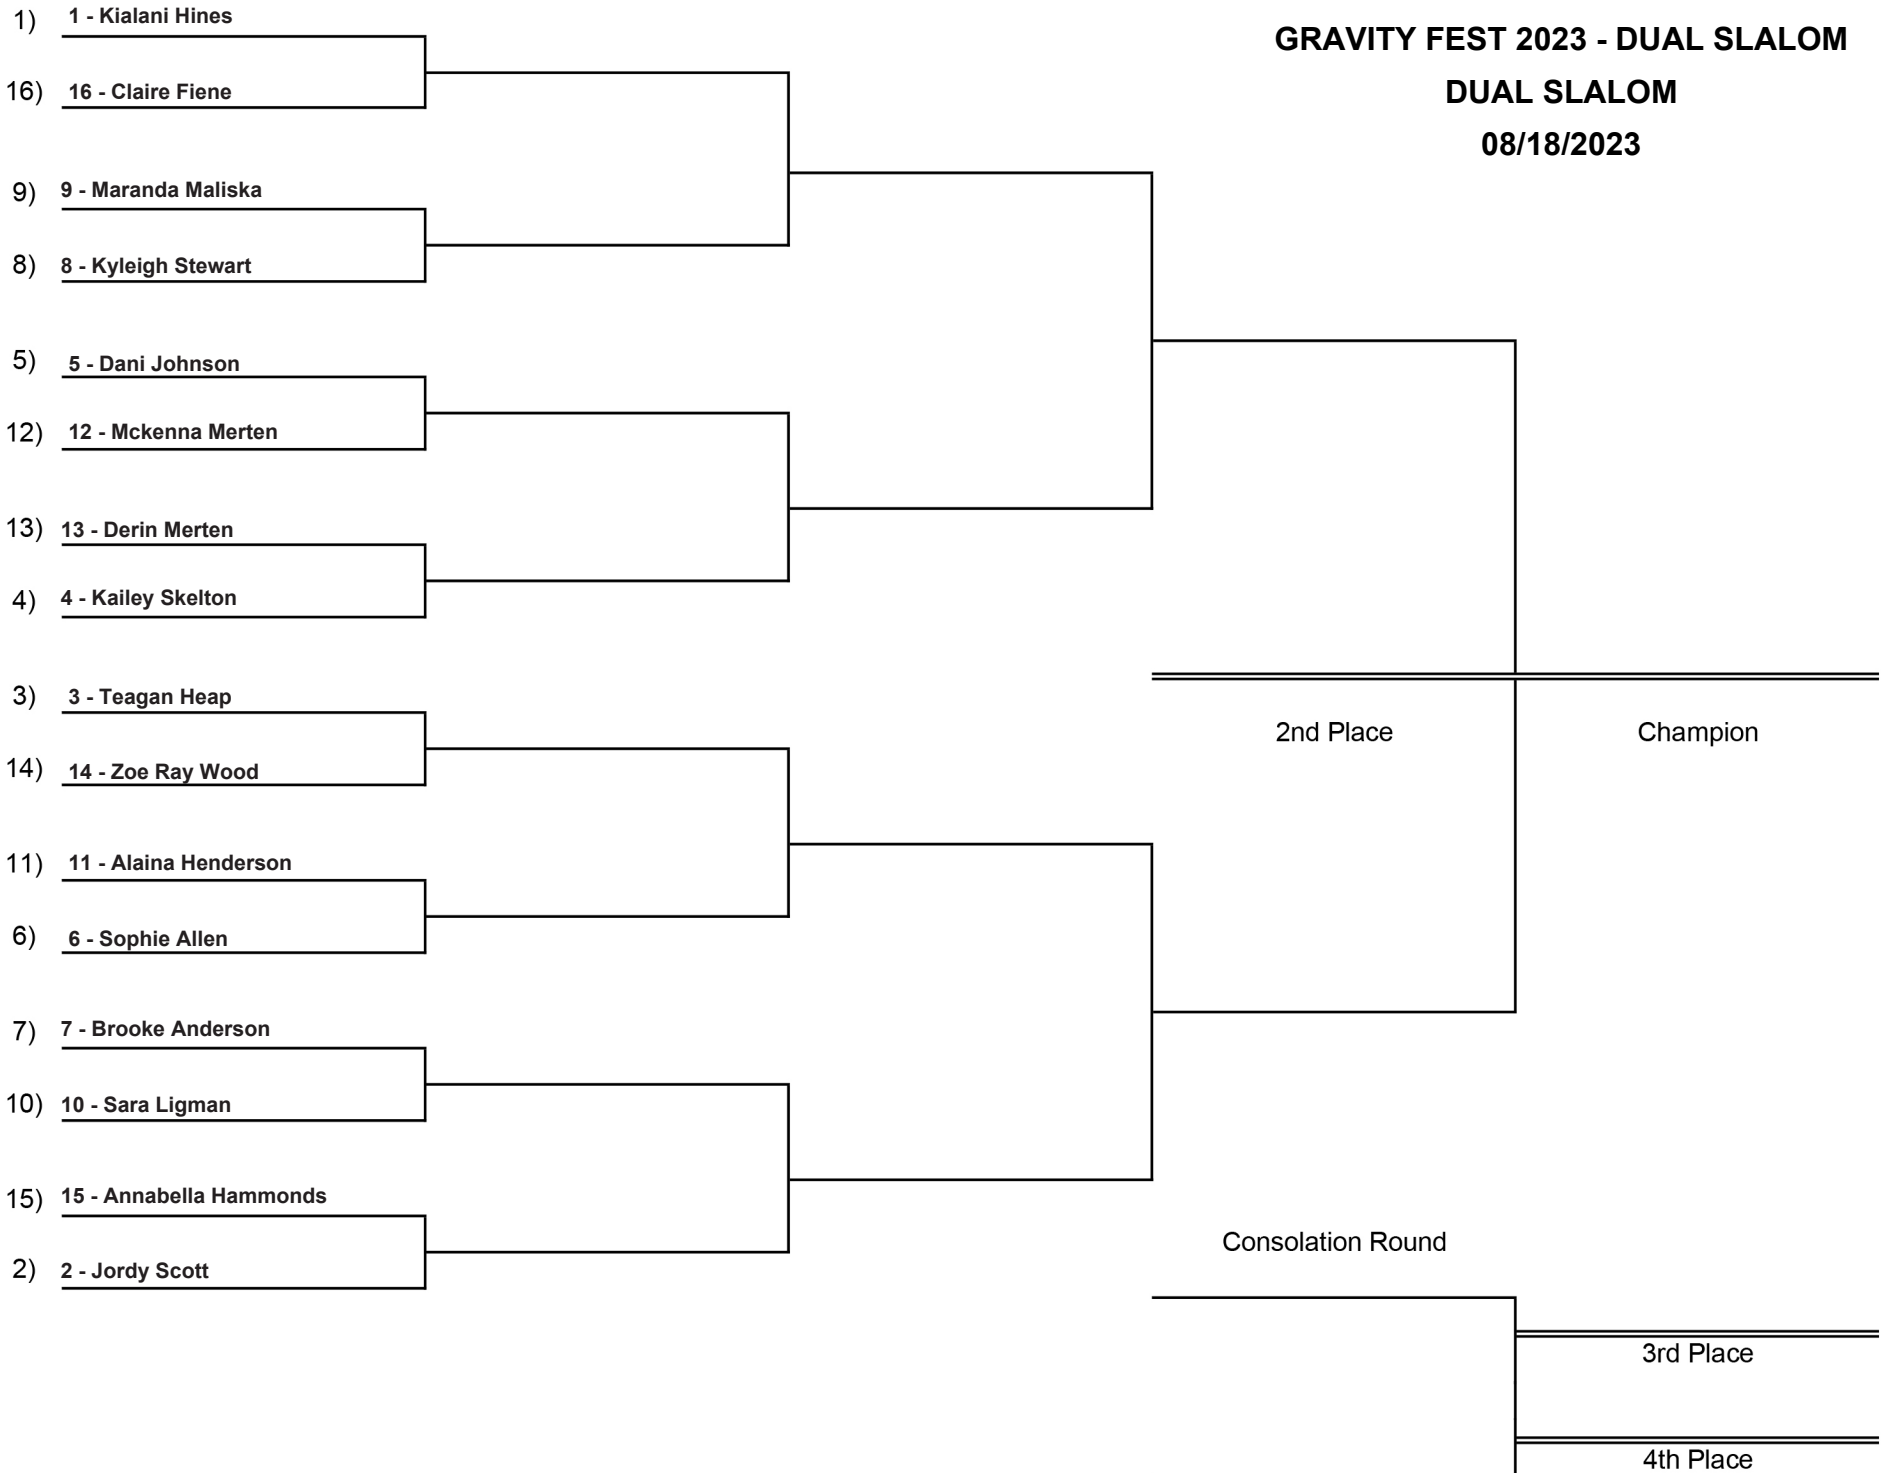 GRAVITY FEST 2023 - DUAL SLALOM
DUAL SLALOM
08/18/2023
1) 1 - Kialani Hines
16) 16 - Claire Fiene
9) 9 - Maranda Maliska
8) 8 - Kyleigh Stewart
5) 5 - Dani Johnson
12) 12 - Mckenna Merten
13) 13 - Derin Merten
4) 4 - Kailey Skelton
3) 3 - Teagan Heap
14) 14 - Zoe Ray Wood
11) 11 - Alaina Henderson
6) 6 - Sophie Allen
7) 7 - Brooke Anderson
10) 10 - Sara Ligman
15) 15 - Annabella Hammonds
2) 2 - Jordy Scott
2nd Place
Champion
Consolation Round
3rd Place
4th Place